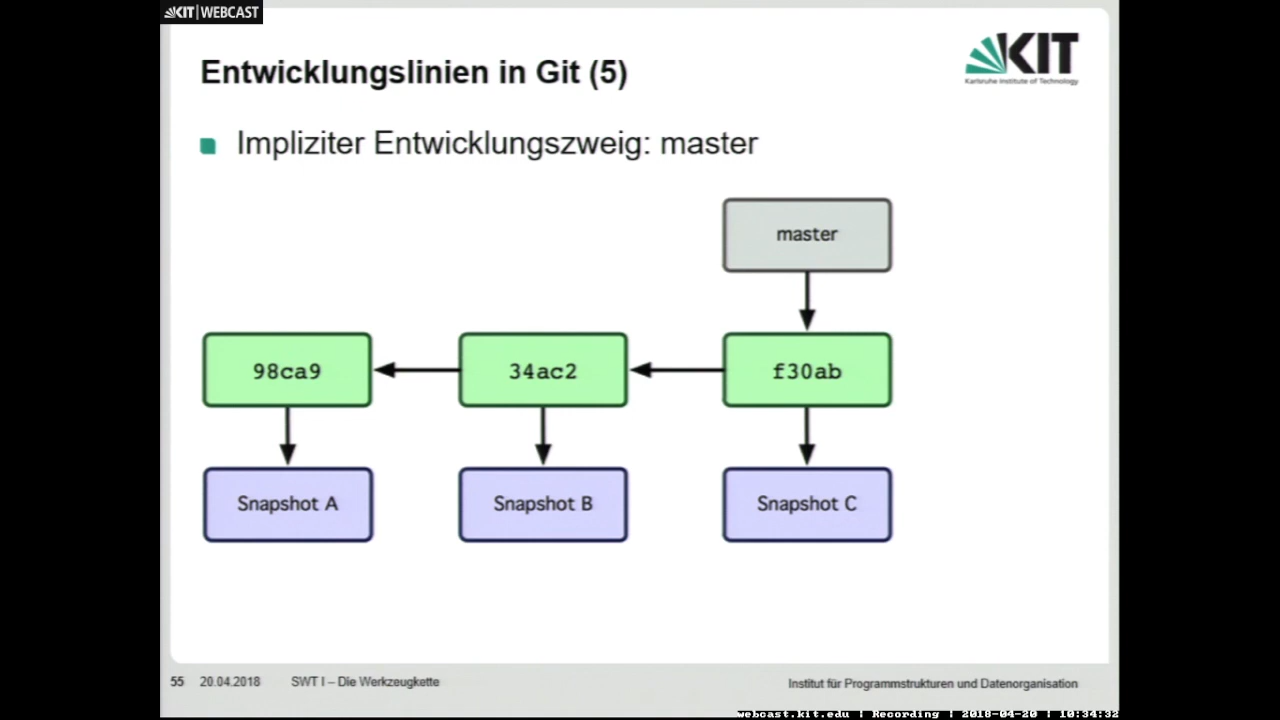 KIT | WEBCAST
KIT
Karlsruhe Institute of Technology
Entwicklungslinien in Git (5)
Impliziter Entwicklungszweig: master
master
98ca9
34ac2
f30ab
Snapshot A
Snapshot B
Snapshot C
55 20.04.2018 SWT I – Die Werkzeugkette
Institut für Programmstrukturen und Datenorganisation
webcast.kit.edu | Recording | 2018-04-20 | 10:34:32